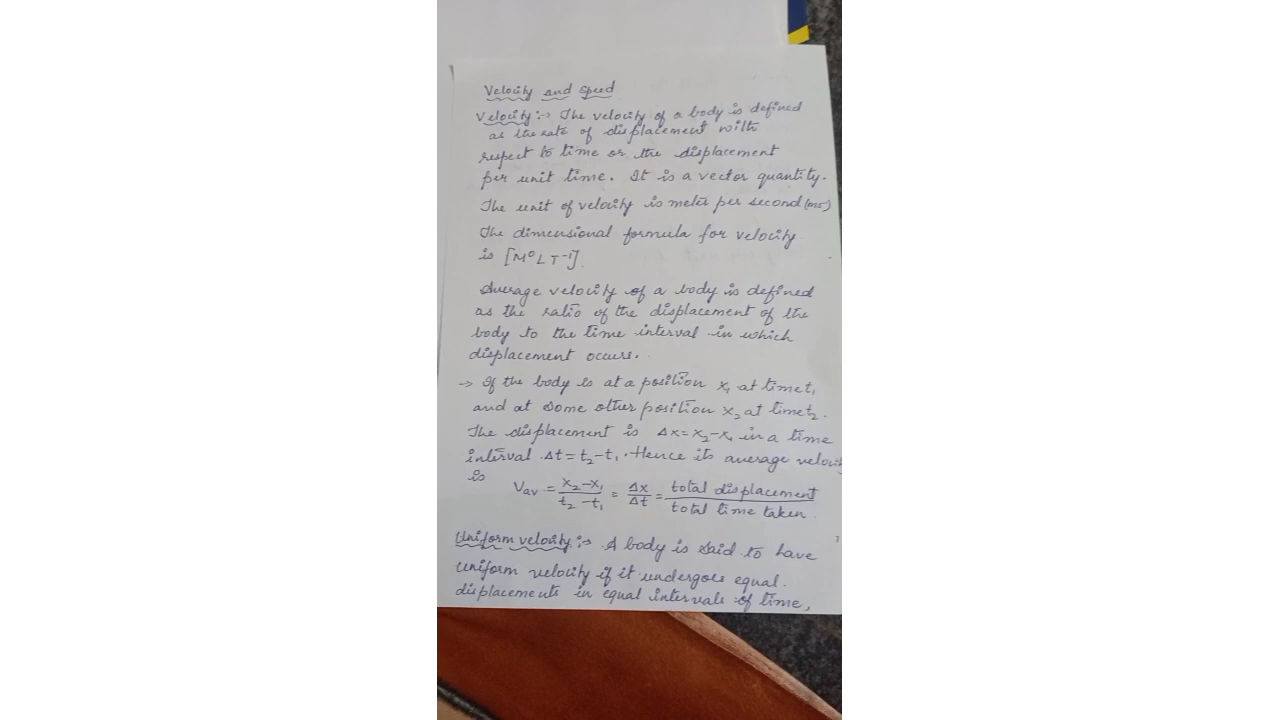 Velocity and speed
Velocity:→ The velocity of a body is defined
as the rate of displacement with
respect to time or the displacement
per unit time. It is a vector quantity.
The unit of velocity is meter per second
The dimensional formula for velocity
is [M⁰LT⁻¹].
Average velocity of a body is defined
as the ratio of the displacement of the
body to the time interval in which
displacement occurs.
→ If the body is at a position x₁ at time t₁
and at some other position x₂ at time t₂.
The displacement is Δx = x₂-x₁ in a time
interval Δt = t₂-t₁. Hence its average velocity
is
Vav = x₂-x₁/t₂-t₁ = Δx/Δt = total displacement/total time taken.
Uniform velocity:→ A body is said to have
uniform velocity if it undergoes equal
displacements in equal intervals of time,